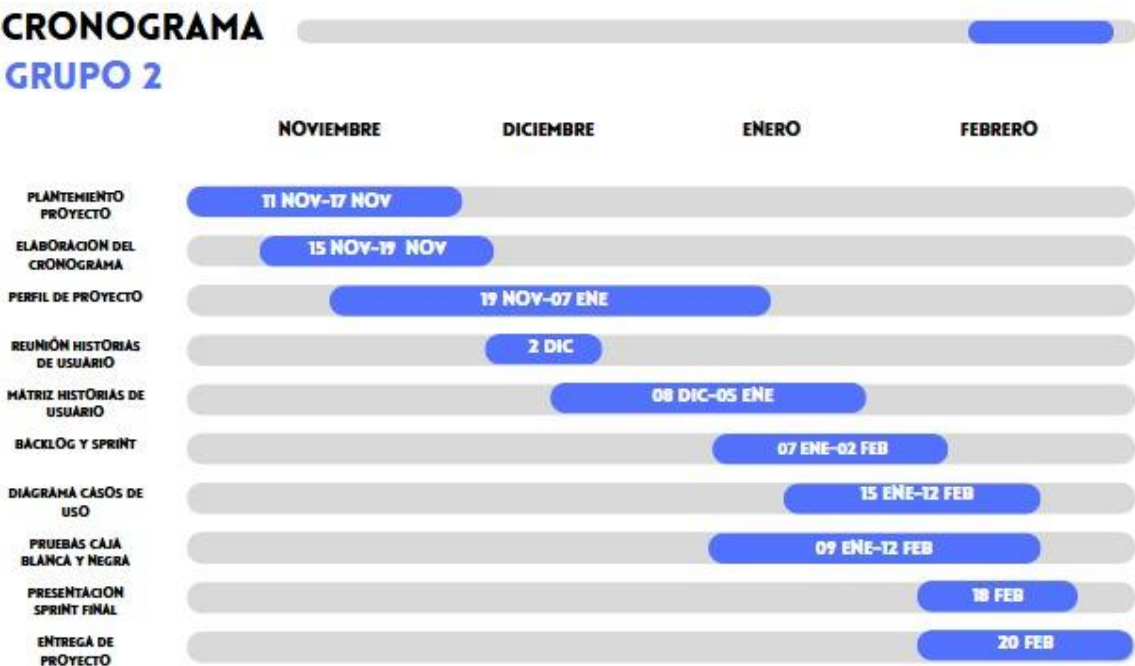 CRONOGRAMA
GRUPO 2
NOVIEMBRE DICIEMBRE ENERO FEBRERO
PLANTEMIENTO
PROYECTO
11 NOV-17 NOV
ELABORACION DEL
CRONOGRAMA
15 NOV-19 NOV
PERFIL DE PROYECTO
19 NOV-07 ENE
REUNIÓN HISTORIAS
DE USUARIO
2 DIC
MATRIZ HISTORIAS DE
USUARIO
08 DIC-05 ENE
BACKLOG Y SPRINT
07 ENE-02 FEB
DIAGRAMA CASOS DE
USO
15 ENE-12 FEB
PRUEBAS CAJA
BLANCA Y NEGRA
09 ENE-12 FEB
PRESENTACION
SPRINT FINAL
18 FEB
ENTREGA DE
PROYECTO
20 FEB